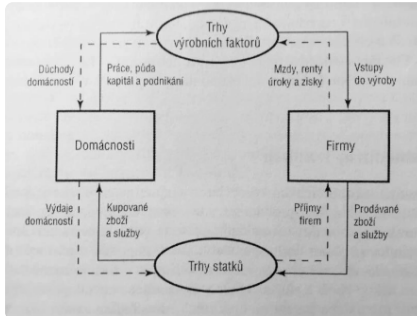 Trhy
výrobních faktorů
Důchody
domácností
Práce, půda
kapitál a podnikání
Mzdy, renty
úroky a zisky
Vstupy
do výroby
Domácnosti
Firmy
Výdaje
domácností
Kupované
zboží
a služby
Příjmy
firem
Prodávané
zboží
a služby
Trhy statků